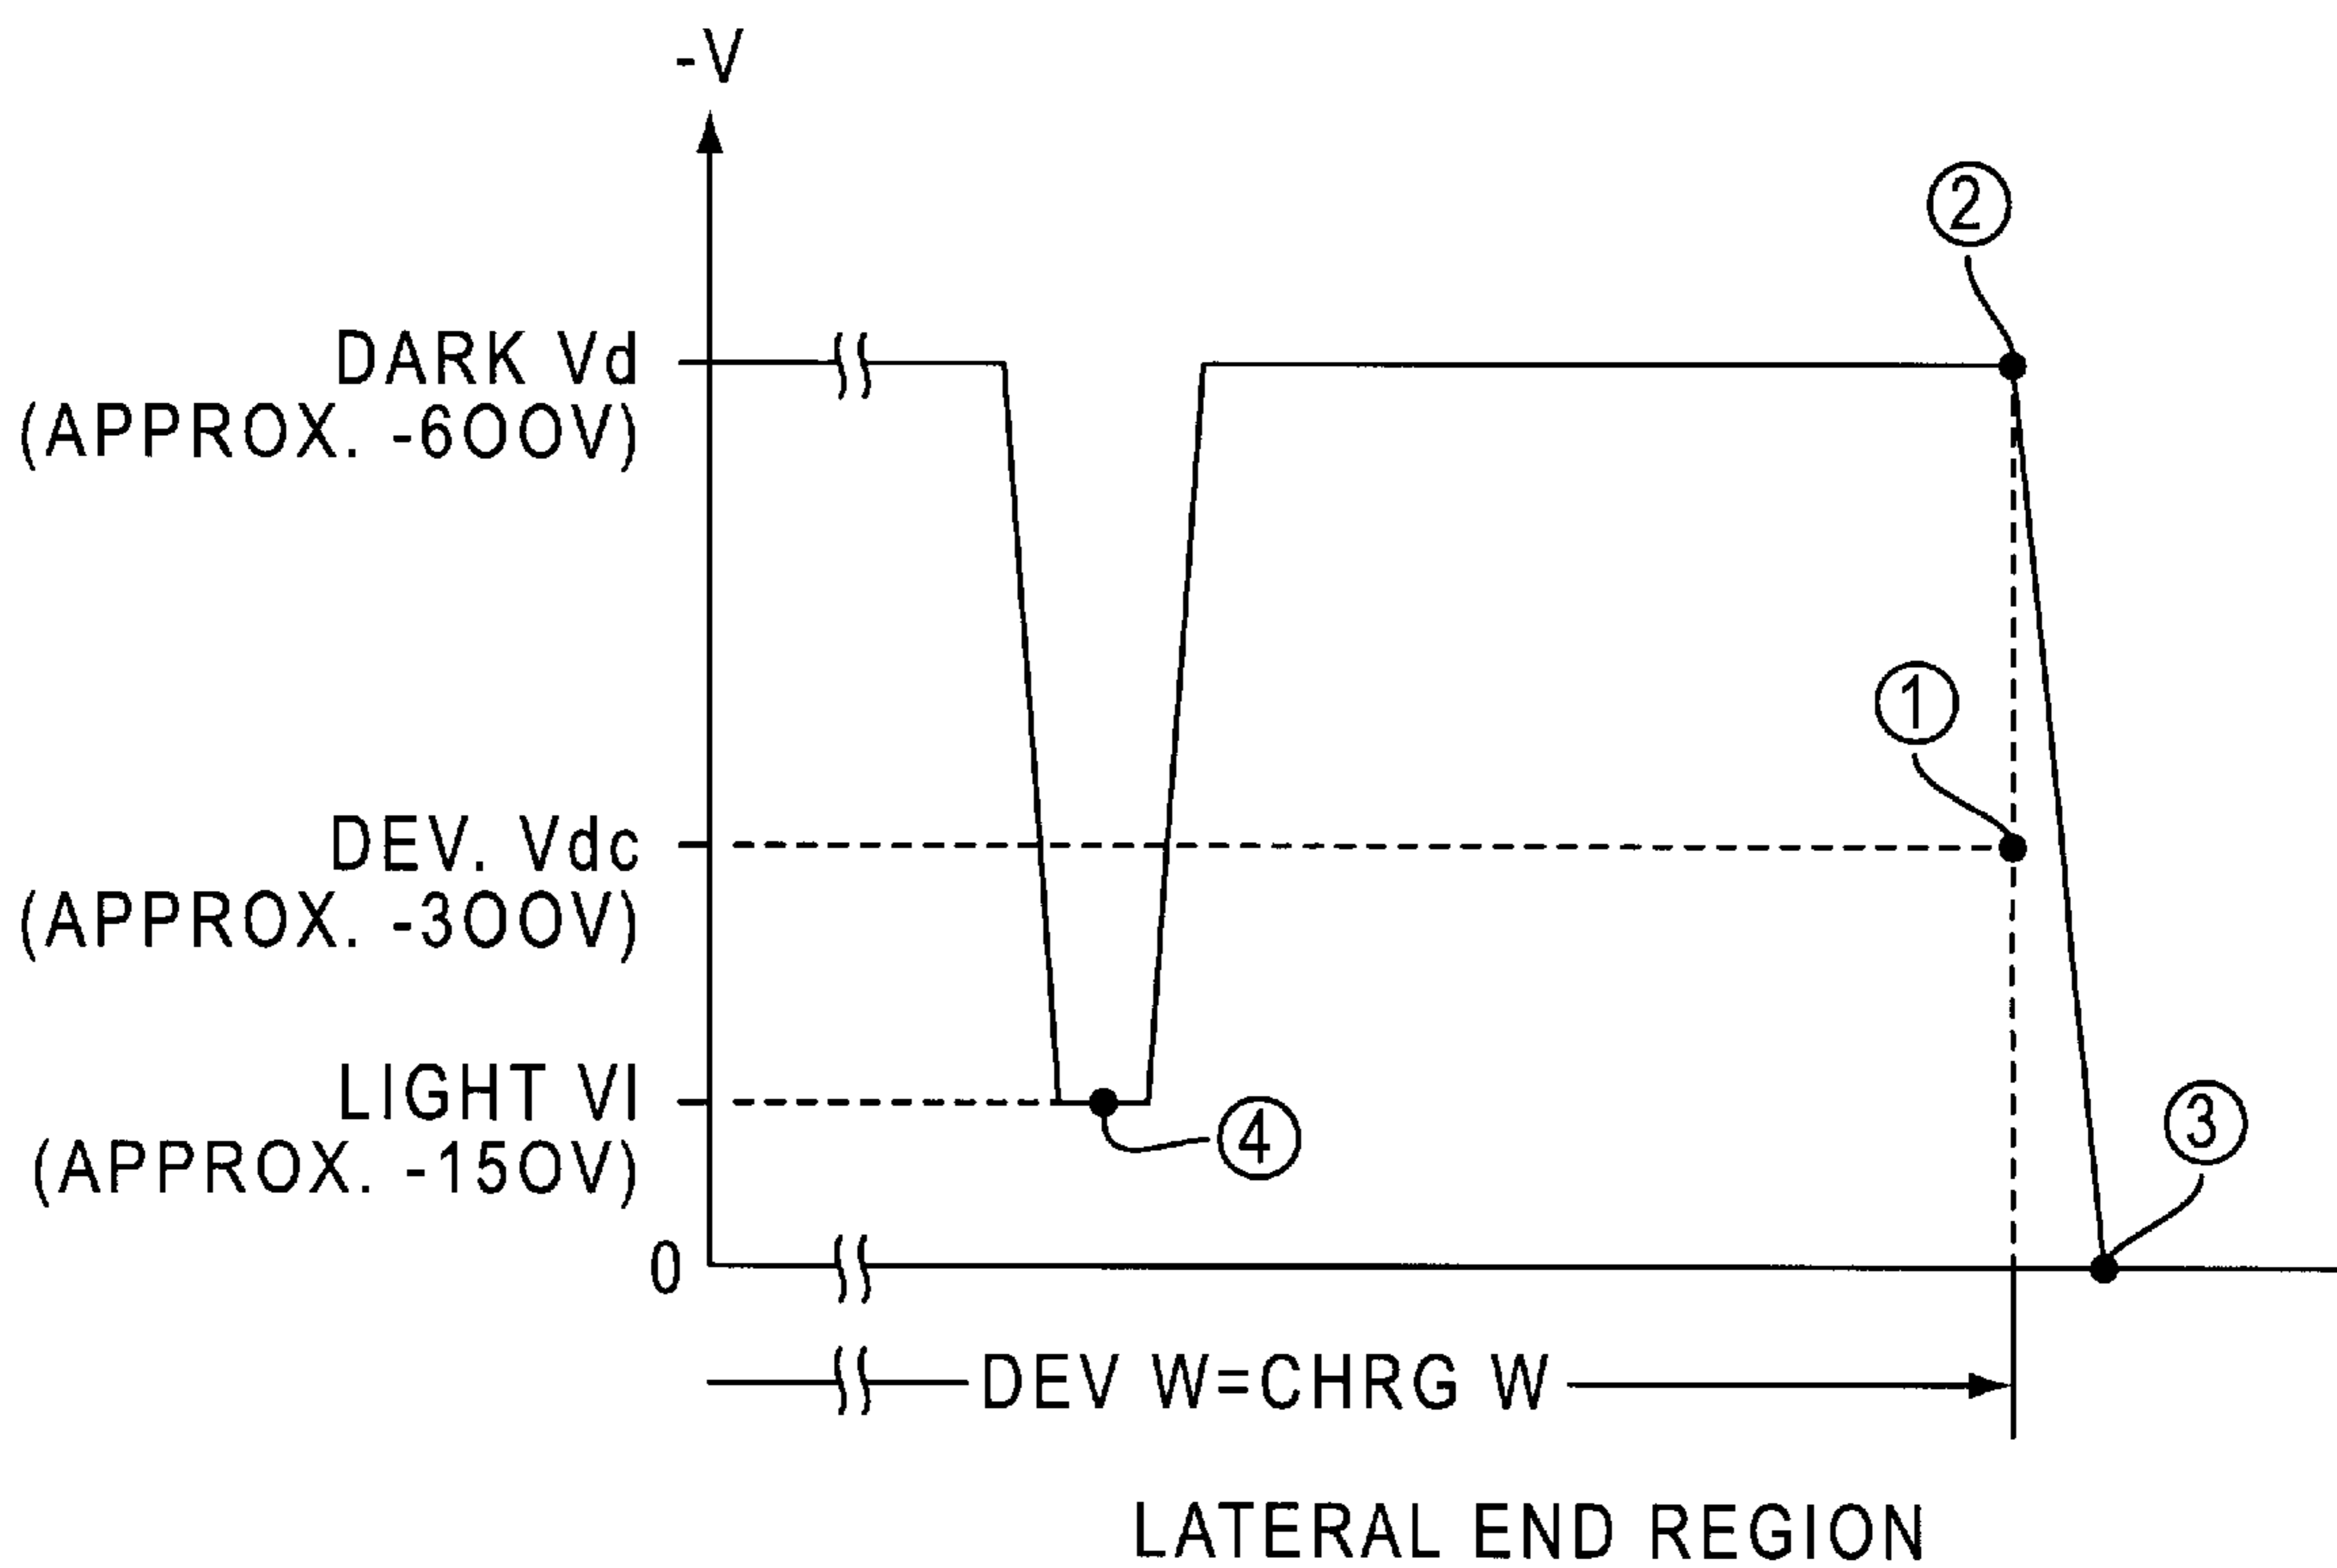 -V
②
DARK Vd
(APPROX. -600V)
①
DEV. Vdc
(APPROX. -300V)
LIGHT Vl
(APPROX. -150V)
④
③
0
DEV W=CHRG W
LATERAL END REGION